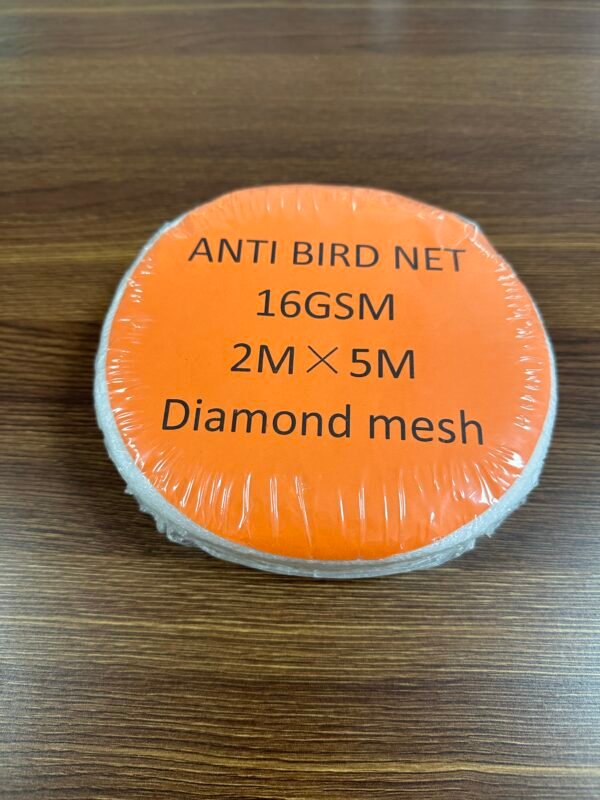 ANTI BIRD NET
16GSM
2M×5M
Diamond mesh